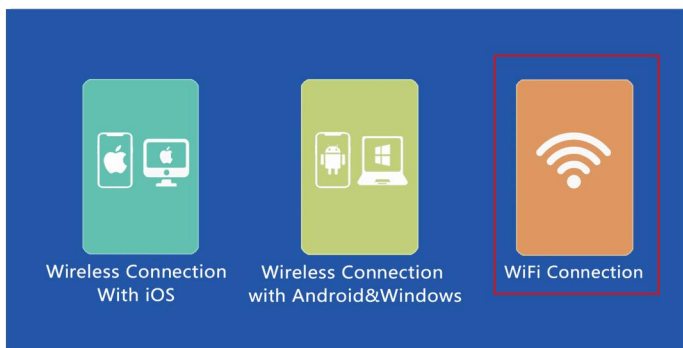 Wireless Connection
With iOS
Wireless Connection
with Android&Windows
WiFi Connection